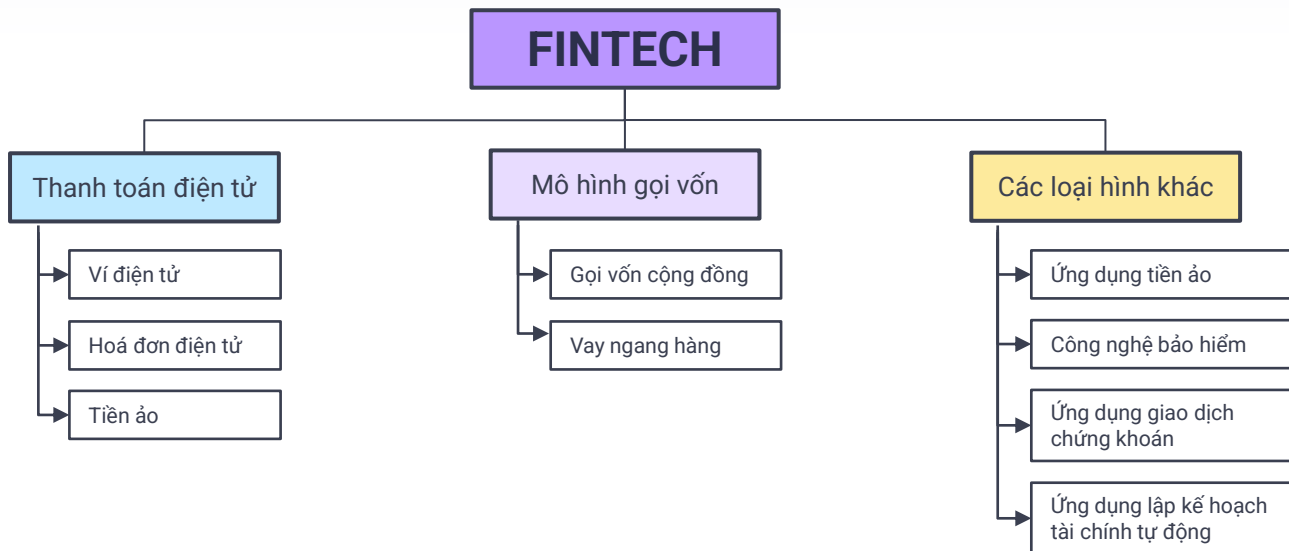 FINTECH
Thanh toán điện tử
Ví điện tử
Hoá đơn điện tử
Tiền ảo
Mô hình gọi vốn
Gọi vốn cộng đồng
Vay ngang hàng
Các loại hình khác
Ứng dụng tiền ảo
Công nghệ bảo hiểm
Ứng dụng giao dịch
chứng khoán
Ứng dụng lập kế hoạch
tài chính tự động